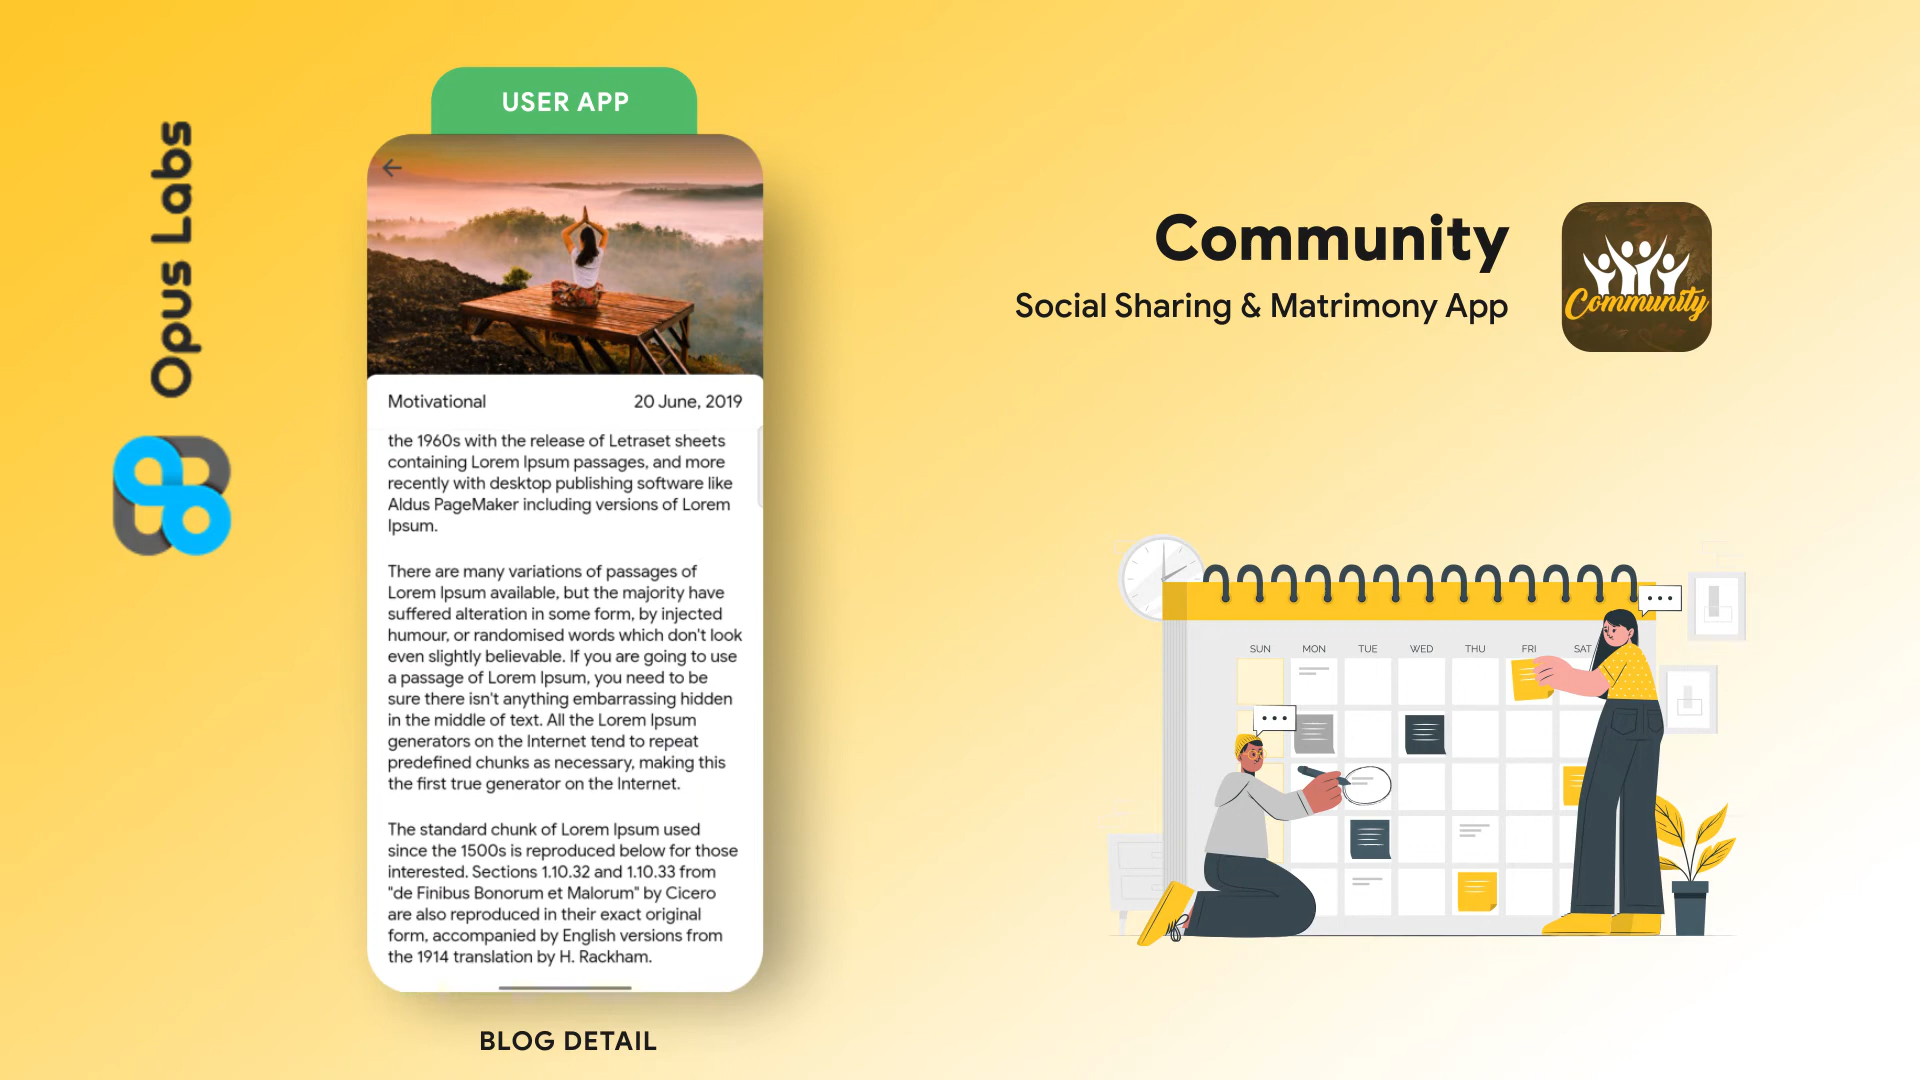 Opus Labs
USER APP
Motivational
20 June, 2019
the 1960s with the release of Letraset sheets
containing Lorem Ipsum passages, and more
recently with desktop publishing software like
Aldus PageMaker including versions of Lorem
Ipsum.
There are many variations of passages of
Lorem Ipsum available, but the majority have
suffered alteration in some form, by injected
humour, or randomised words which don't look
even slightly believable. If you are going to use
a passage of Lorem Ipsum, you need to be
sure there isn't anything embarrassing hidden
in the middle of text. All the Lorem Ipsum
generators on the Internet tend to repeat
predefined chunks as necessary, making this
the first true generator on the Internet.
The standard chunk of Lorem Ipsum used
since the 1500s is reproduced below for those
interested. Sections 1.10.32 and 1.10.33 from
"de Finibus Bonorum et Malorum" by Cicero
are also reproduced in their exact original
form, accompanied by English versions from
the 1914 translation by H. Rackham.
BLOG DETAIL
Community
Social Sharing & Matrimony App
Community
SUN MON TUE WED THU FRI SAT